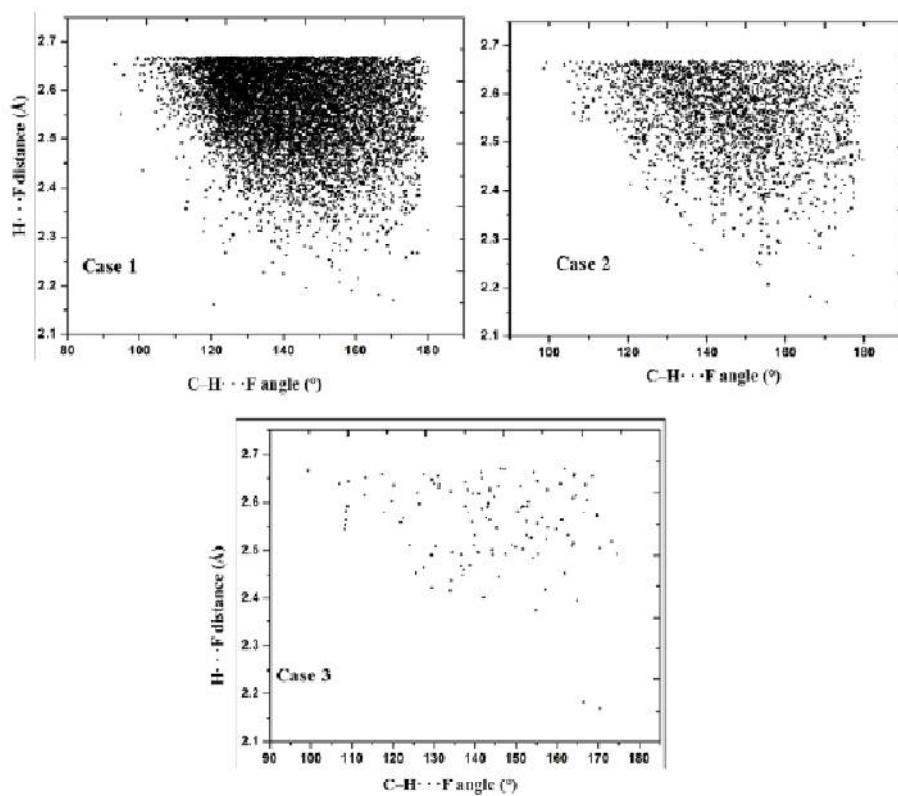 2.7
2.6
2.5
2.4
2.3
2.2
2.1
H···F distance (Å)
Case 1
80 100 120 140 160 180
C–H···F angle (º)
2.7
2.6
2.5
2.4
2.3
2.2
2.1
Case 2
100 120 140 160 180
C–H···F angle (º)
2.7
2.6
2.5
2.4
2.3
2.2
2.1
H···F distance (Å)
Case 3
90 100 110 120 130 140 150 160 170 180
C–H···F angle (º)